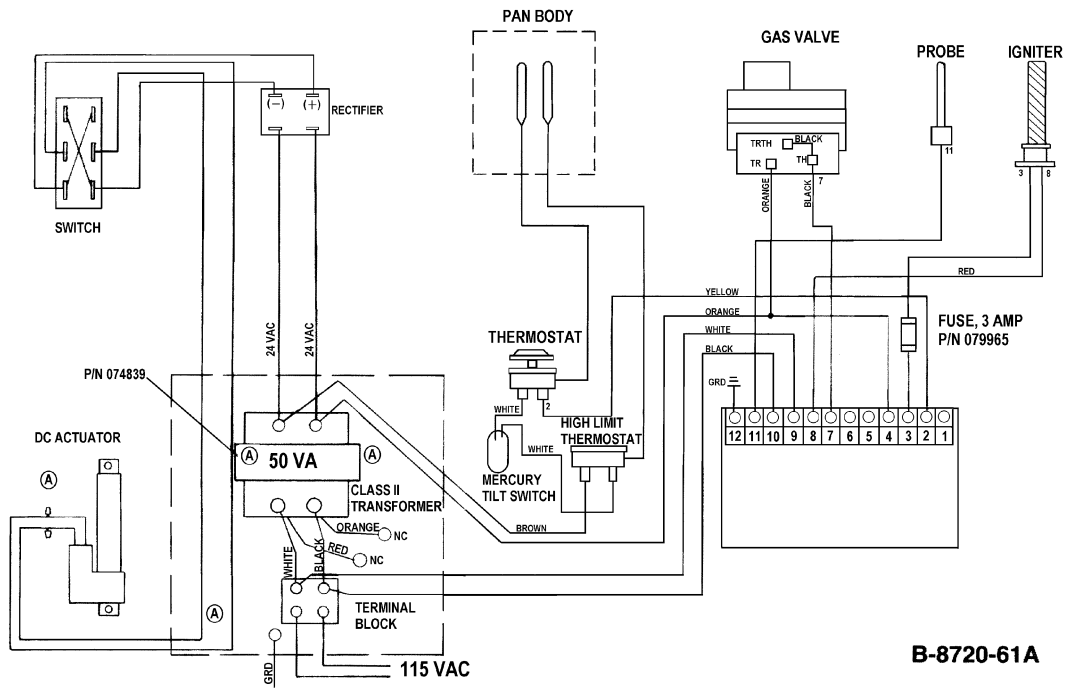 PAN BODY
GAS VALVE
PROBE
IGNITER
(-)
(+)
RECTIFIER
TRTH
BLACK
TR
TH
11
3
8
7
ORANGE
BLACK
SWITCH
RED
YELLOW
ORANGE
WHITE
BLACK
FUSE, 3 AMP
P/N 079965
24 VAC
24 VAC
THERMOSTAT
P/N 074839
GRD
WHITE
2
HIGH LIMIT
THERMOSTAT
12
11
10
9
8
7
6
5
4
3
2
1
DC ACTUATOR
A
50 VA
A
A
WHITE
MERCURY
TILT SWITCH
CLASS II
TRANSFORMER
BROWN
ORANGE
NC
WHITE
RED
BLACK
NC
A
TERMINAL
BLOCK
GRD
115 VAC
B-8720-61A